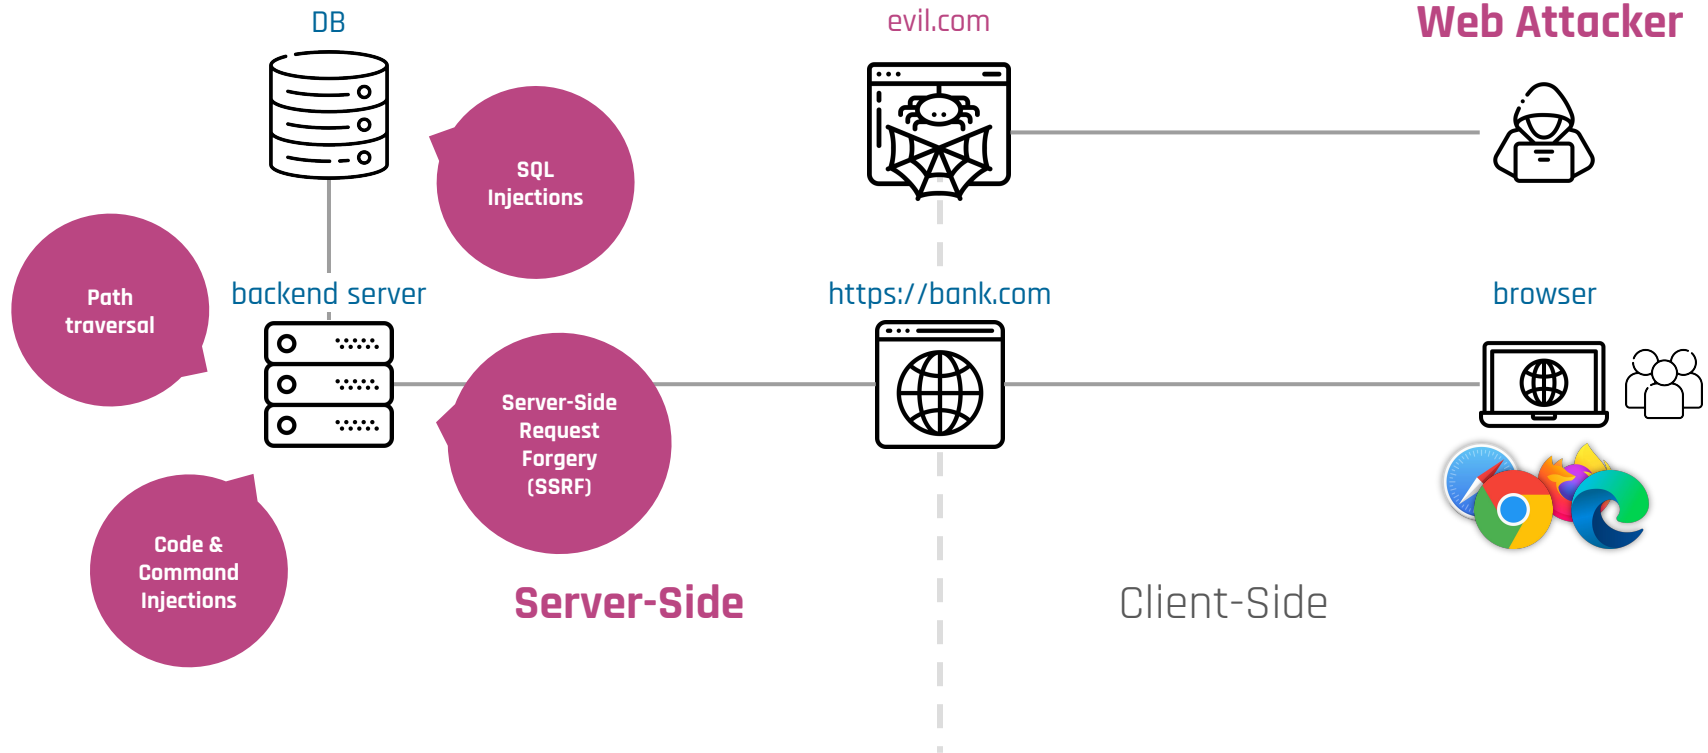 DB
evil.com
Web Attacker
SQL
Injections
Path
traversal
backend server
https://bank.com
browser
Server-Side
Request
Forgery
(SSRF)
Code &
Command
Injections
Server-Side
Client-Side